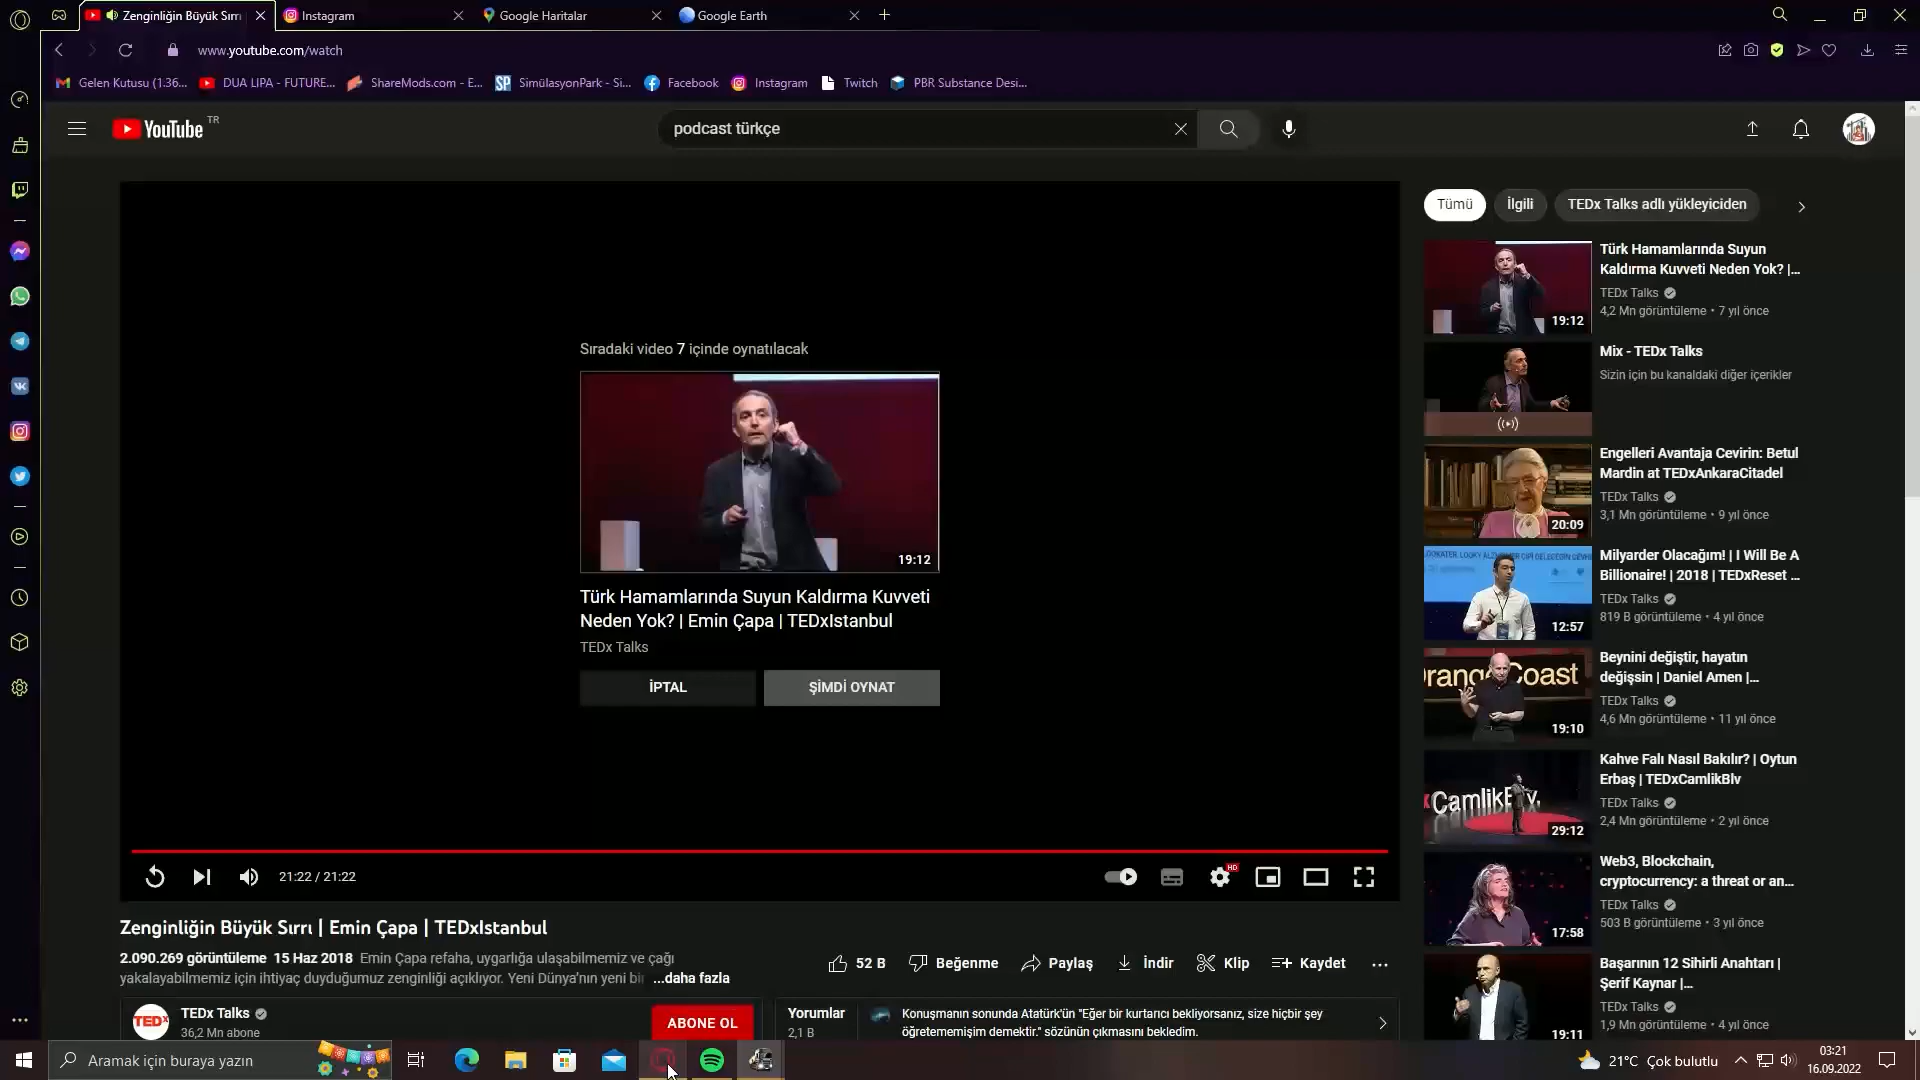 Zenginliğin Büyük Sırrı
Instagram
Google Haritalar
Google Earth
www.youtube.com/watch
Gelen Kutusu (1.36...
DUA LIPA - FUTURE...
ShareMods.com - E...
SP
SimülasyonPark - Si...
Facebook
Instagram
Twitch
PBR Substance Desi...
YouTube TR
podcast türkçe
Sıradaki video 7 içinde oynatılacak
19:12
Türk Hamamlarında Suyun Kaldırma Kuvveti
Neden Yok? | Emin Çapa | TEDxIstanbul
TEDx Talks
İPTAL
ŞİMDİ OYNAT
21:22 / 21:22
HD
Zenginliğin Büyük Sırrı | Emin Çapa | TEDxIstanbul
2.090.269 görüntüleme 15 Haz 2018 Emin Çapa refaha, uygarlığa ulaşabilmemiz ve çağı
yakalayabilmemiz için ihtiyaç duyduğumuz zenginliği açıklıyor. Yeni Dünya'nın yeni bir ...daha fazla
52 B
Beğenme
Paylaş
İndir
Klip
Kaydet
TEDx
TEDx Talks
36,2 Mn abone
ABONE OL
Yorumlar
2,1 B
Konuşmanın sonunda Atatürk'ün "Eğer bir kurtarıcı bekliyorsanız, size hiçbir şey
öğretememişim demektir." sözünün çıkmasını bekledim.
Tümü
İlgili
TEDx Talks adlı yükleyiciden
19:12
Türk Hamamlarında Suyun
Kaldırma Kuvveti Neden Yok? |...
TEDx Talks
4,2 Mn görüntüleme • 7 yıl önce
Mix - TEDx Talks
Sizin için bu kanaldaki diğer içerikler
20:09
Engelleri Avantaja Cevirin: Betul
Mardin at TEDxAnkaraCitadel
TEDx Talks
3,1 Mn görüntüleme • 9 yıl önce
12:57
Milyarder Olacağım! | I Will Be A
Billionaire! | 2018 | TEDxReset ...
TEDx Talks
819 B görüntüleme • 4 yıl önce
range Coast
19:10
Beynini değiştir, hayatın
değişsin | Daniel Amen |...
TEDx Talks
4,6 Mn görüntüleme • 11 yıl önce
xCamlikBlv.
29:12
Kahve Falı Nasıl Bakılır? | Oytun
Erbaş | TEDxCamlikBlv
TEDx Talks
2,4 Mn görüntüleme • 2 yıl önce
17:58
Web3, Blockchain,
cryptocurrency: a threat or an...
TEDx Talks
503 B görüntüleme • 3 yıl önce
19:11
Başarının 12 Sihirli Anahtarı |
Şerif Kaynar |...
TEDx Talks
1,9 Mn görüntüleme • 4 yıl önce
Aramak için buraya yazın
21°C Çok bulutlu
03:21
16.09.2022